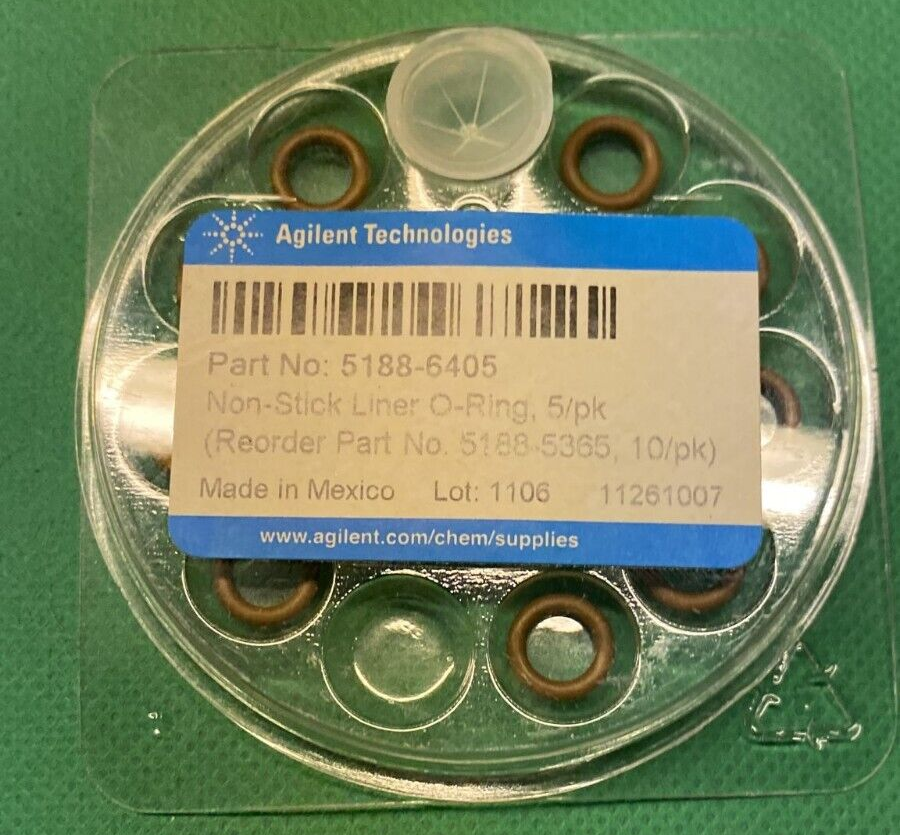 Agilent Technologies
Part No: 5188-6405
Non-Stick Liner O-Ring, 5/pk
(Reorder Part No. 5188-5365, 10/pk)
Made in Mexico Lot: 1106 11261007
www.agilent.com/chem/supplies